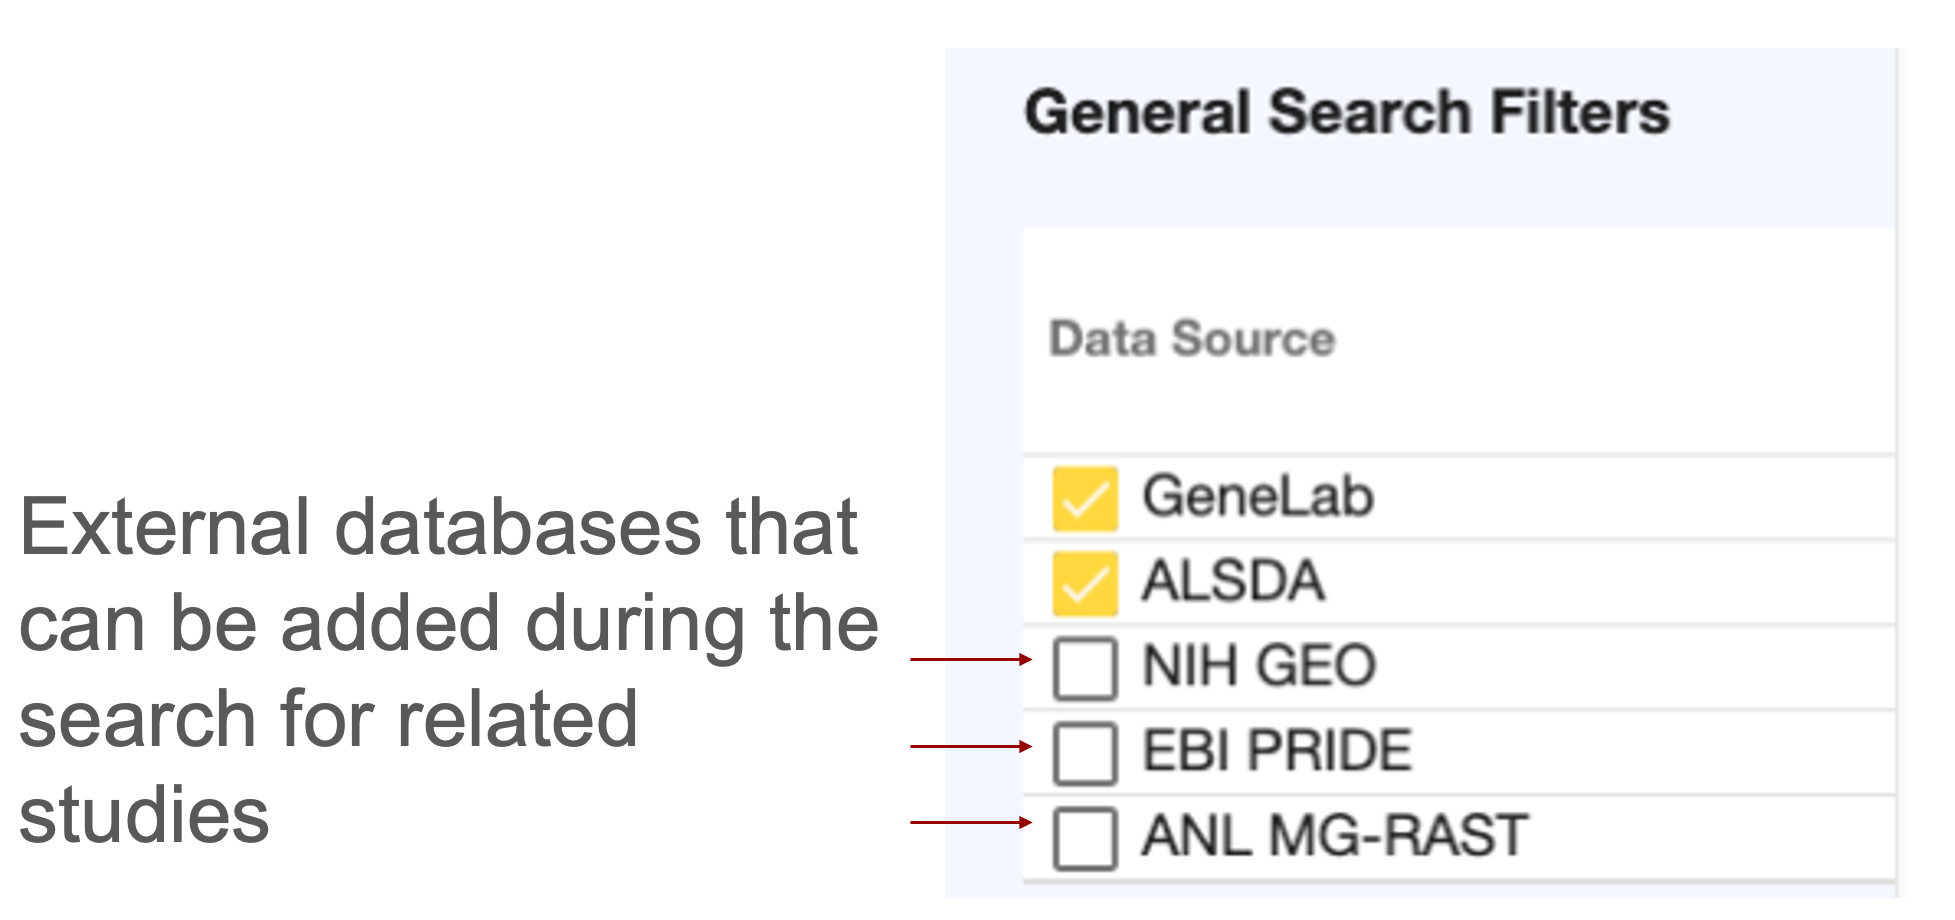 General Search Filters
Data Source
GeneLab
ALSDA
NIH GEO
EBI PRIDE
ANL MG-RAST
External databases that
can be added during the
search for related
studies